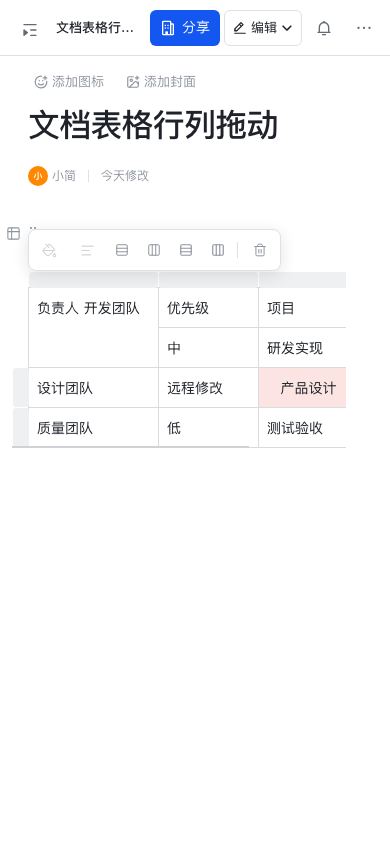 文档表格行... 分享 编辑
添加图标 添加封面
文档表格行列拖动
小 小简 今天修改
负责人 开发团队 优先级 项目
中 研发实现
设计团队 远程修改 产品设计
质量团队 低 测试验收